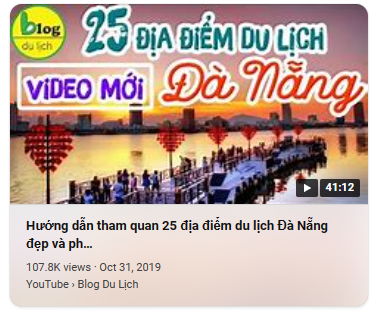 blog
du lịch
25 ĐỊA ĐIỂM DU LỊCH
VIDEO MỚI
Đà Nẵng
41:12
Hướng dẫn tham quan 25 địa điểm du lịch Đà Nẵng
đẹp và ph...
107.8K views · Oct 31, 2019
YouTube › Blog Du Lịch